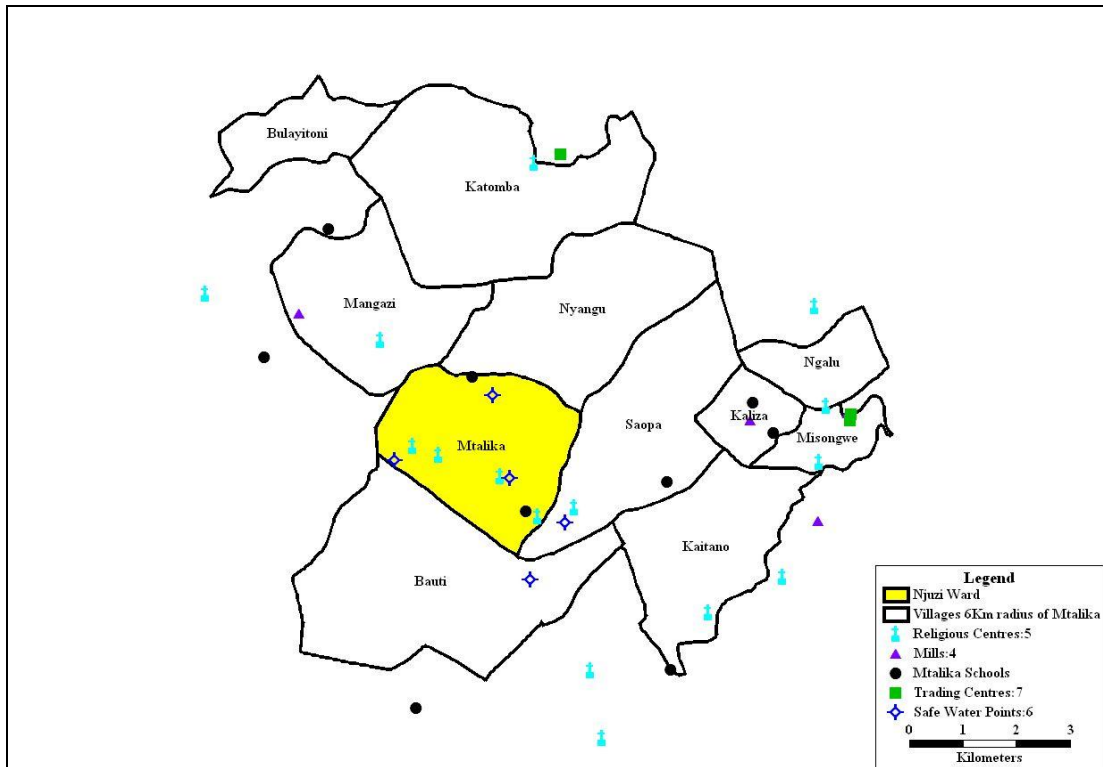 Bulayitoni
Katomba
Mangazi
Nyangu
Ngalu
Kaliza
Misongwe
Saopa
Mtalika
Kaitano
Bauti
Legend
Njuzi Ward
Villages 6Km radius of Mtalika
Religious Centres:5
Mills:4
Mtalika Schools
Trading Centres:7
Safe Water Points:6
0 1 2 3
Kilometers